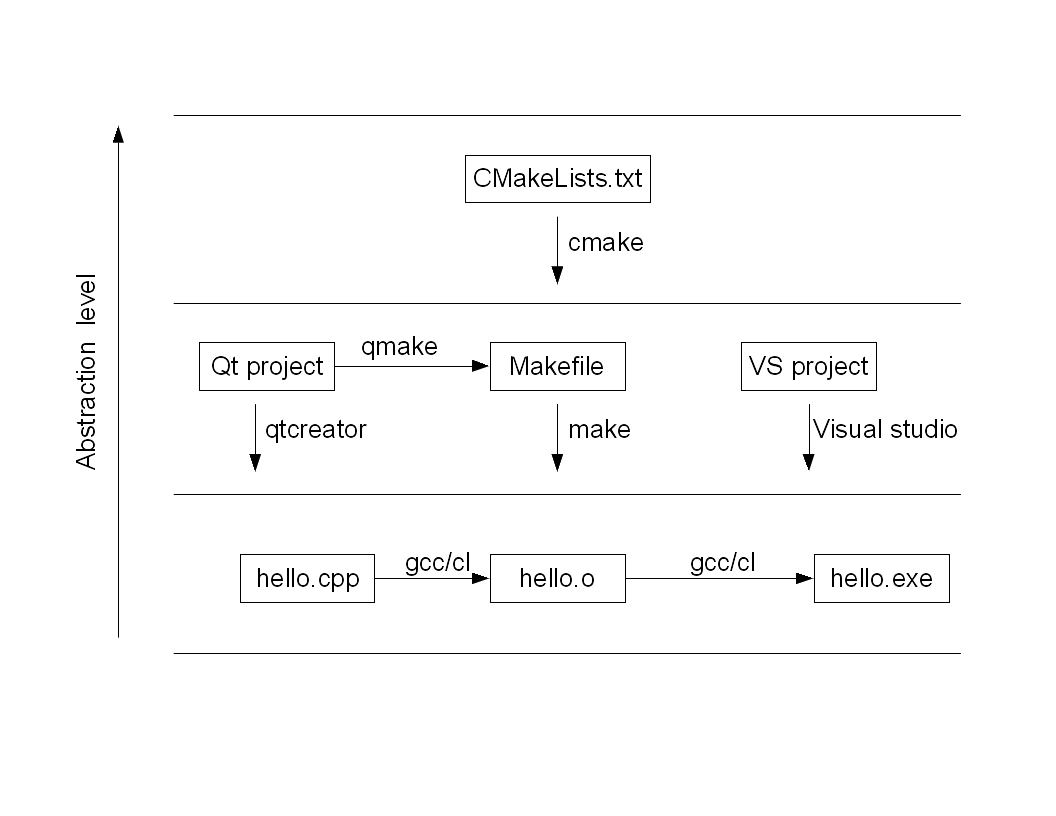 CMakeLists.txt
cmake
Abstraction level
qmake
Qt project
Makefile
VS project
qtcreator
make
Visual studio
gcc/cl
gcc/cl
hello.cpp
hello.o
hello.exe